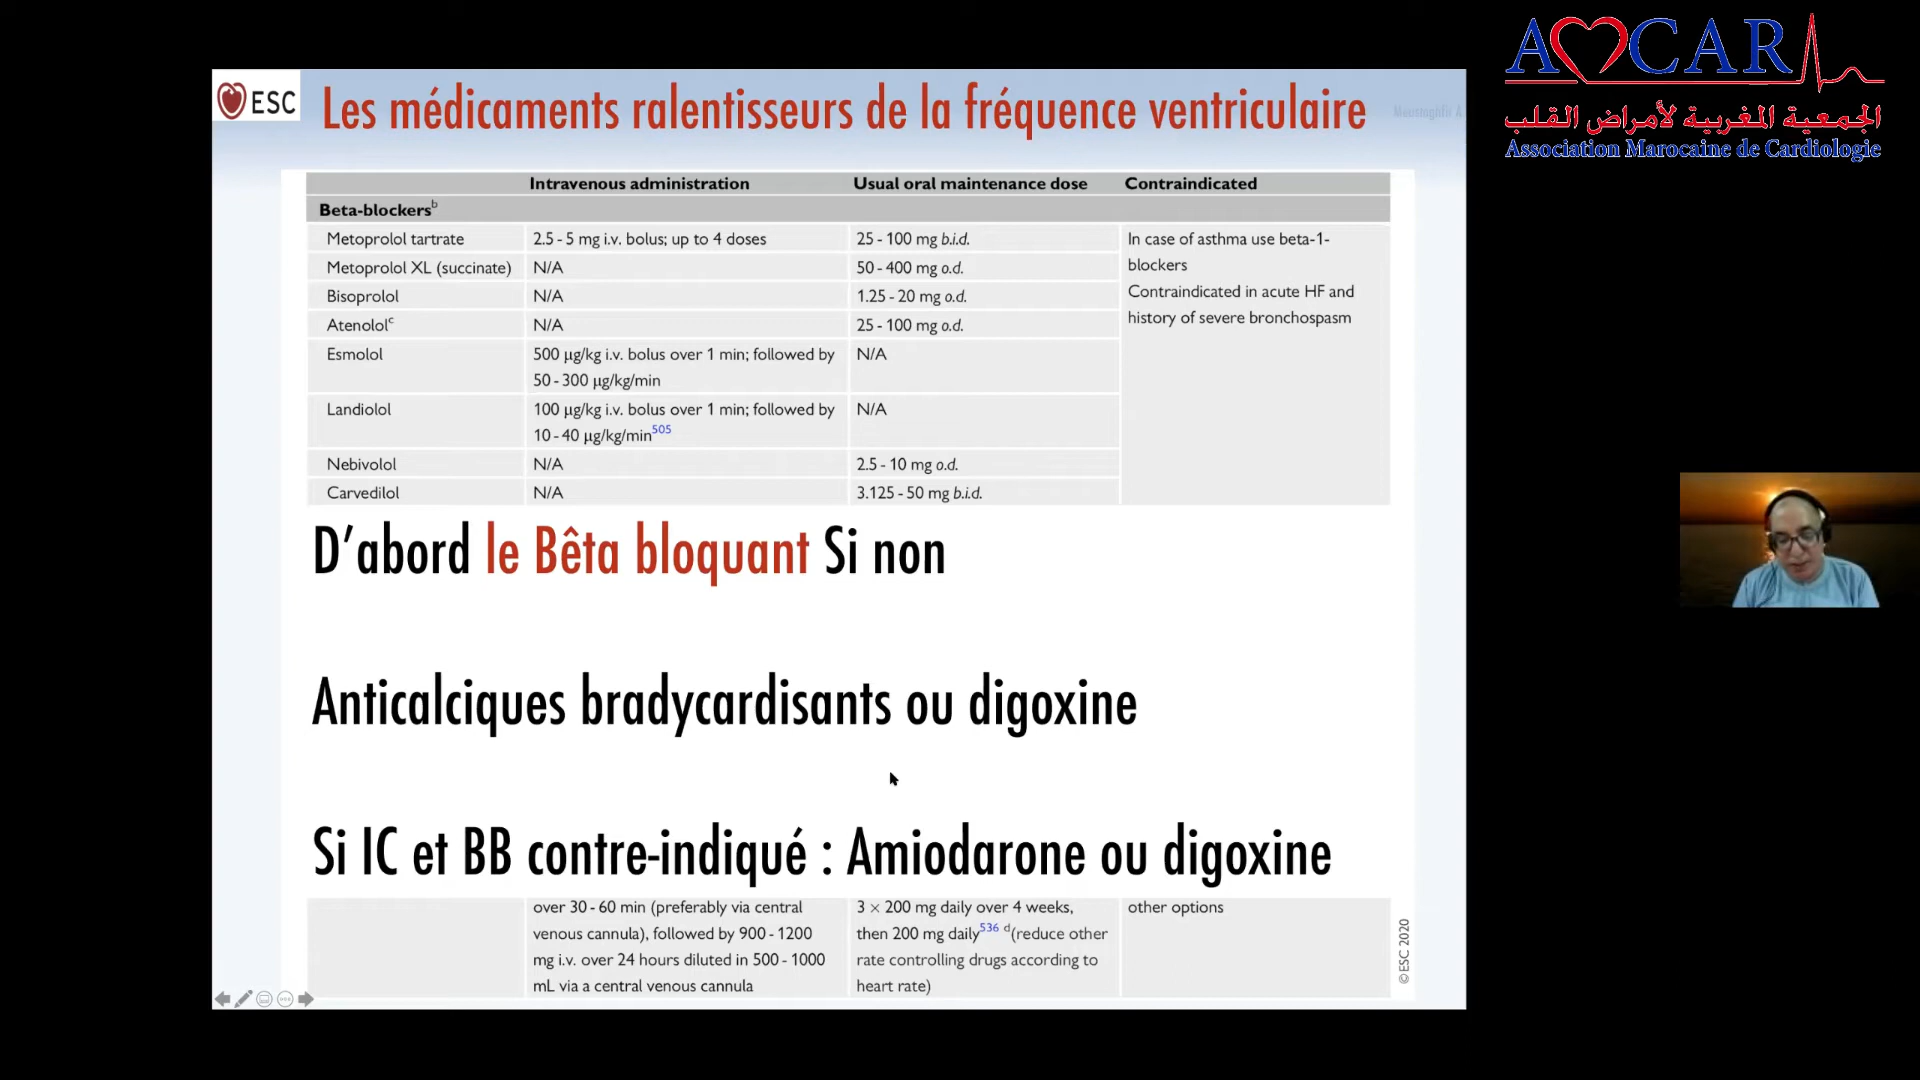 ESC
Les médicaments ralentisseurs de la fréquence ventriculaire
AMCAR
الجمعية المغربية لأمراض القلب
Association Marocaine de Cardiologie
Intravenous administration Usual oral maintenance dose Contraindicated
Beta-blockersb
Metoprolol tartrate 2.5 - 5 mg i.v. bolus; up to 4 doses 25 - 100 mg b.i.d. In case of asthma use beta-1-
blockers
Metoprolol XL (succinate) N/A 50 - 400 mg o.d.
Contraindicated in acute HF and
history of severe bronchospasm
Bisoprolol N/A 1.25 - 20 mg o.d.
Atenololc N/A 25 - 100 mg o.d.
Esmolol 500 μg/kg i.v. bolus over 1 min; followed by N/A
50 - 300 μg/kg/min
Landiolol 100 μg/kg i.v. bolus over 1 min; followed by N/A
10 - 40 μg/kg/min505
Nebivolol N/A 2.5 - 10 mg o.d.
Carvedilol N/A 3.125 - 50 mg b.i.d.
D’abord le Bêta bloquant Si non
Anticalciques bradycardisants ou digoxine
Si IC et BB contre-indiqué : Amiodarone ou digoxine
over 30 - 60 min (preferably via central 3 × 200 mg daily over 4 weeks, other options
venous cannula), followed by 900 - 1200 then 200 mg daily536 d(reduce other
mg i.v. over 24 hours diluted in 500 - 1000 rate controlling drugs according to
mL via a central venous cannula heart rate)
©ESC 2020